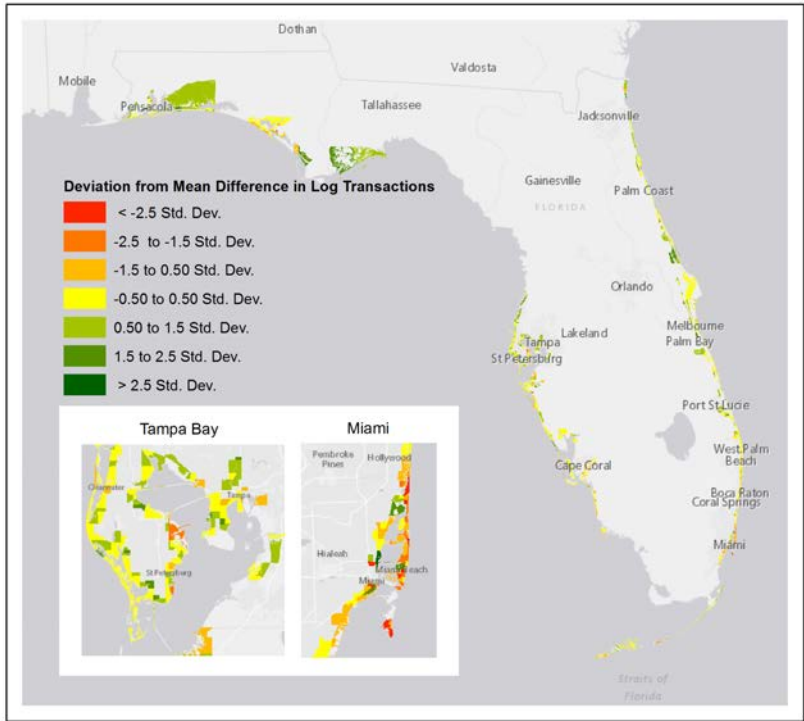 Dothan
Mobile
Valdosta
Pensacola
Tallahassee
Jacksonville
Deviation from Mean Difference in Log Transactions
< -2.5 Std. Dev.
-2.5 to -1.5 Std. Dev.
-1.5 to 0.50 Std. Dev.
-0.50 to 0.50 Std. Dev.
0.50 to 1.5 Std. Dev.
1.5 to 2.5 Std. Dev.
> 2.5 Std. Dev.
Gainesville
Palm Coast
FLORIDA
Orlando
Lakeland
Tampa
St Petersburg
Melbourne
Palm Bay
Port St Lucie
West Palm
Beach
Cape Coral
Boca Raton
Coral Springs
Miami
Straits of
Florida
Tampa Bay
Clearwater
Tampa
St Petersburg
Miami
Pembroke
Pines
Hollywood
Hialeah
Miami Beach
Miami